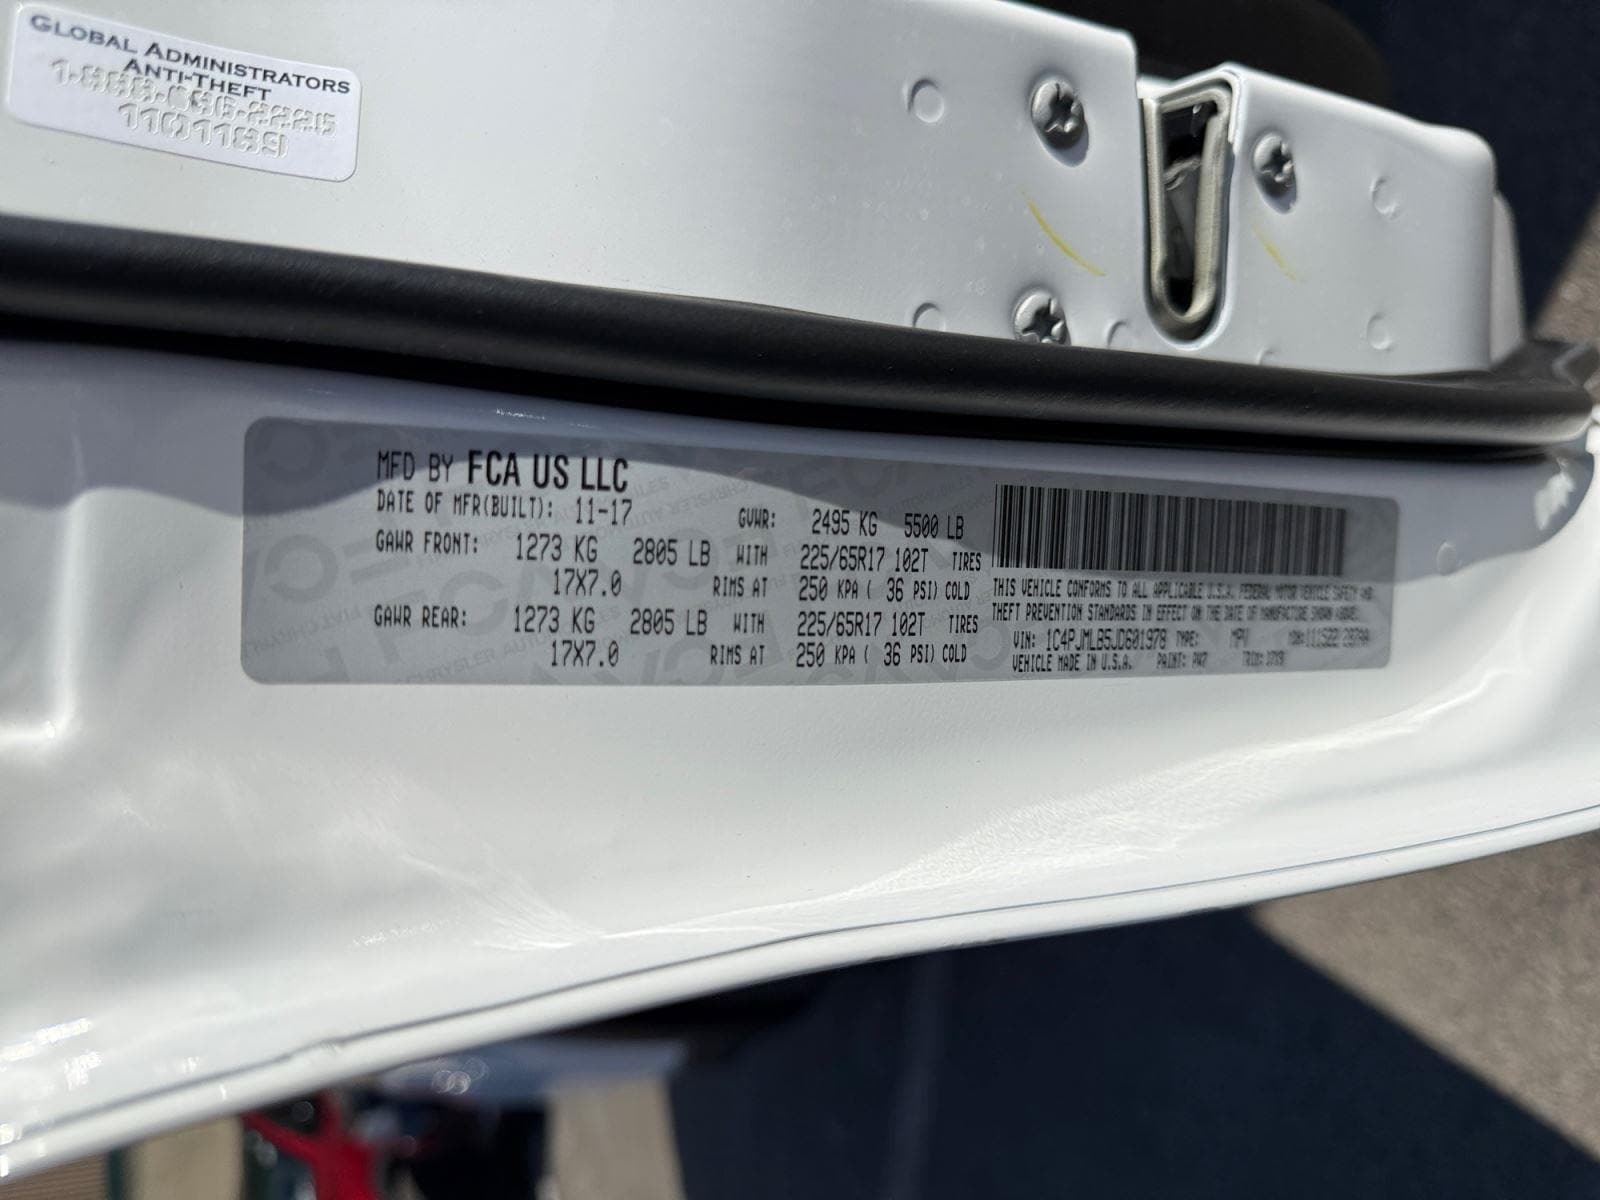 GLOBAL ADMINISTRATORS
ANTI-THEFT
1101189
MFD BY FCA US LLC
DATE OF MFR(BUILT): 11-17 GVWR: 2495 KG 5500 LB
GAWR FRONT: 1273 KG 2805 LB WITH 225/65R17 102T TIRES
17X7.0 RIMS AT 250 KPA ( 36 PSI) COLD
GAWR REAR: 1273 KG 2805 LB WITH 225/65R17 102T TIRES
17X7.0 RIMS AT 250 KPA ( 36 PSI) COLD
THIS VEHICLE CONFORMS TO ALL APPLICABLE U.S.A. FEDERAL MOTOR VEHICLE SAFETY AND
THEFT PREVENTION STANDARDS IN EFFECT ON THE DATE OF MANUFACTURE SHOWN ABOVE.
VIN: 1C4PJMLB5JD601978 TYPE: MPV
VEHICLE MADE IN U.S.A. PAINT: PW7